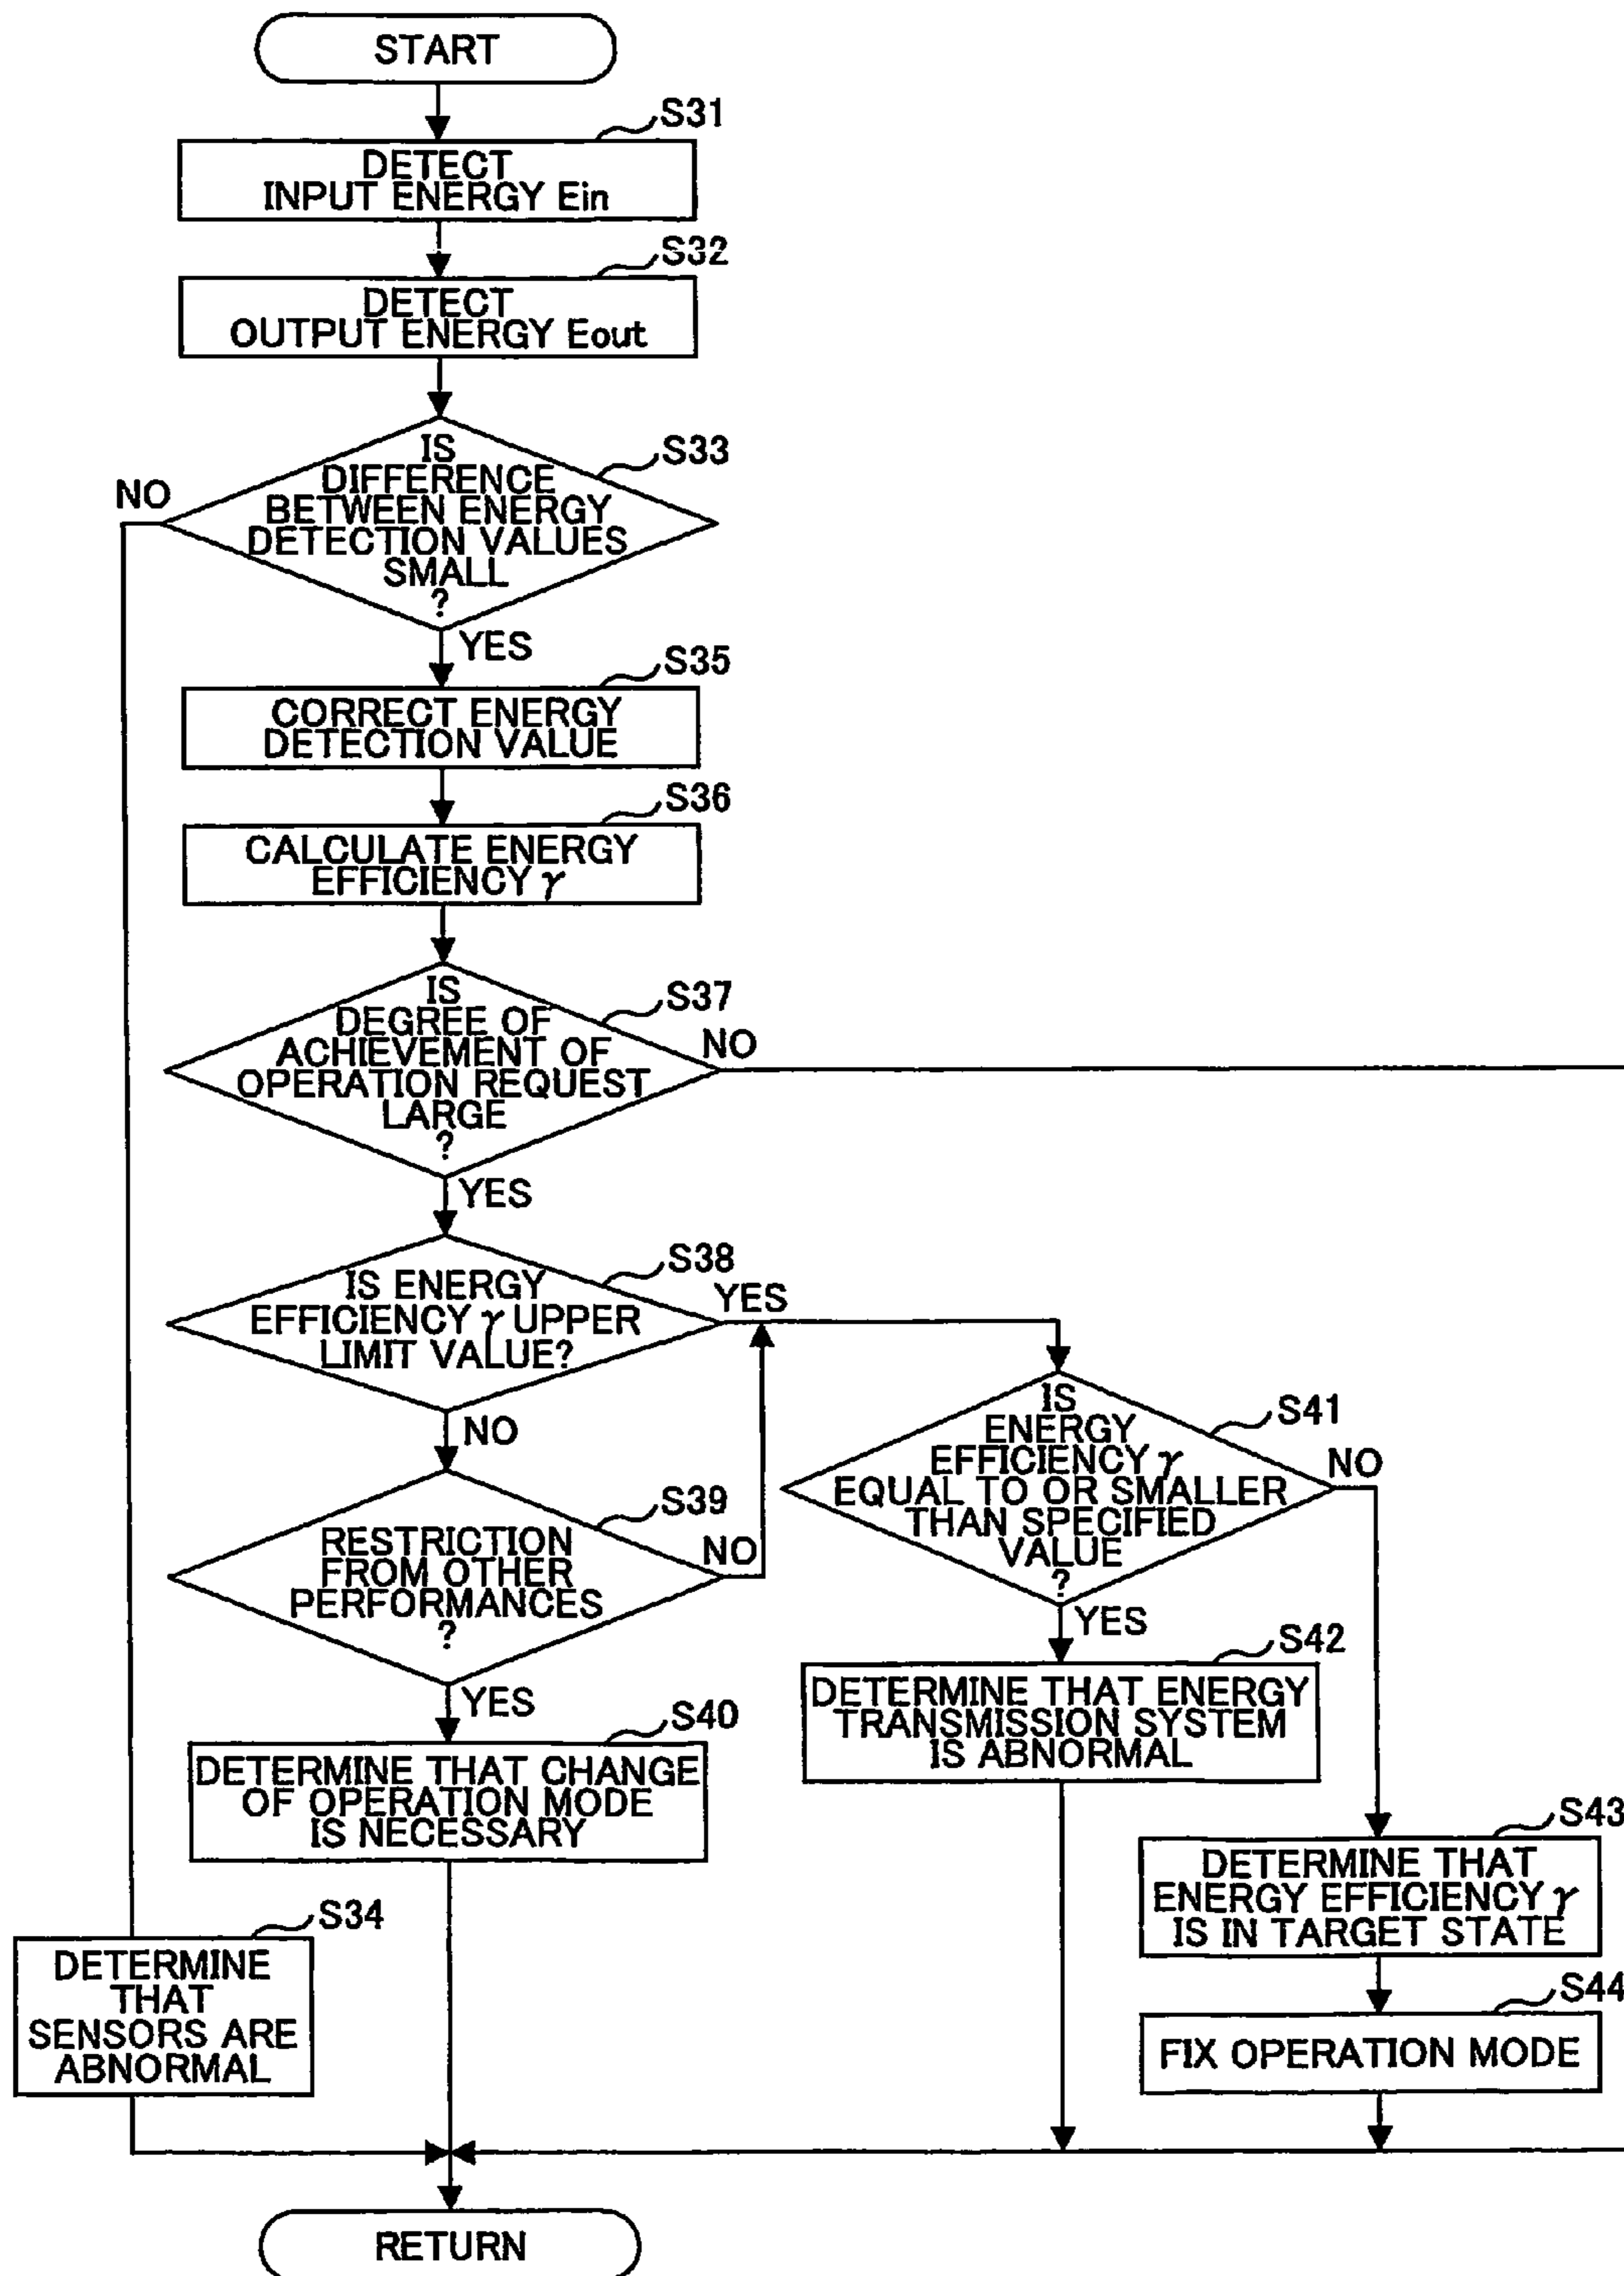 START
S31
DETECT
INPUT ENERGY Ein
S32
DETECT
OUTPUT ENERGY Eout
S33
IS
DIFFERENCE
BETWEEN ENERGY
DETECTION VALUES
SMALL
?
NO
YES
S35
CORRECT ENERGY
DETECTION VALUE
S36
CALCULATE ENERGY
EFFICIENCY γ
S37
IS
DEGREE OF
ACHIEVEMENT OF
OPERATION REQUEST
LARGE
?
NO
YES
S38
IS ENERGY
EFFICIENCY γ UPPER
LIMIT VALUE?
YES
NO
S39
RESTRICTION
FROM OTHER
PERFORMANCES
?
NO
YES
S40
DETERMINE THAT CHANGE
OF OPERATION MODE
IS NECESSARY
S41
IS
ENERGY
EFFICIENCY γ
EQUAL TO OR SMALLER
THAN SPECIFIED
VALUE
?
NO
YES
S42
DETERMINE THAT ENERGY
TRANSMISSION SYSTEM
IS ABNORMAL
S43
DETERMINE THAT
ENERGY EFFICIENCY γ
IS IN TARGET STATE
S44
FIX OPERATION MODE
S34
DETERMINE
THAT
SENSORS ARE
ABNORMAL
RETURN